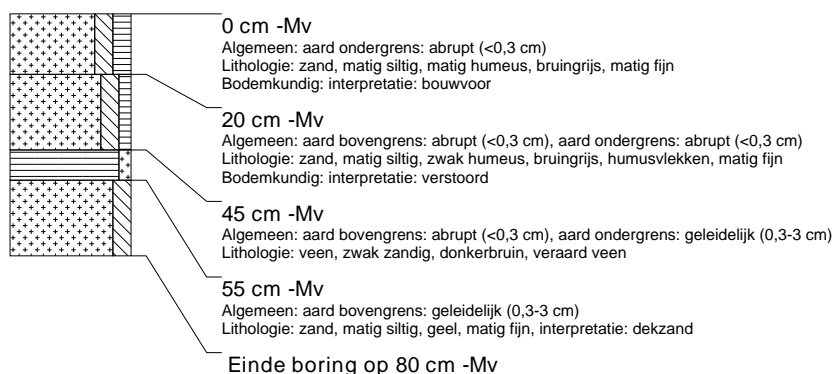 0 cm -Mv
Algemeen: aard ondergrens: abrupt (<0,3 cm)
Lithologie: zand, matig siltig, matig humeus, bruingrijs, matig fijn
Bodemkundig: interpretatie: bouwvoor
20 cm -Mv
Algemeen: aard bovengrens: abrupt (<0,3 cm), aard ondergrens: abrupt (<0,3 cm)
Lithologie: zand, matig siltig, zwak humeus, bruingrijs, humusvlekken, matig fijn
Bodemkundig: interpretatie: verstoord
45 cm -Mv
Algemeen: aard bovengrens: abrupt (<0,3 cm), aard ondergrens: geleidelijk (0,3-3 cm)
Lithologie: veen, zwak zandig, donkerbruin, veraard veen
55 cm -Mv
Algemeen: aard bovengrens: geleidelijk (0,3-3 cm)
Lithologie: zand, matig siltig, geel, matig fijn, interpretatie: dekzand
Einde boring op 80 cm -Mv